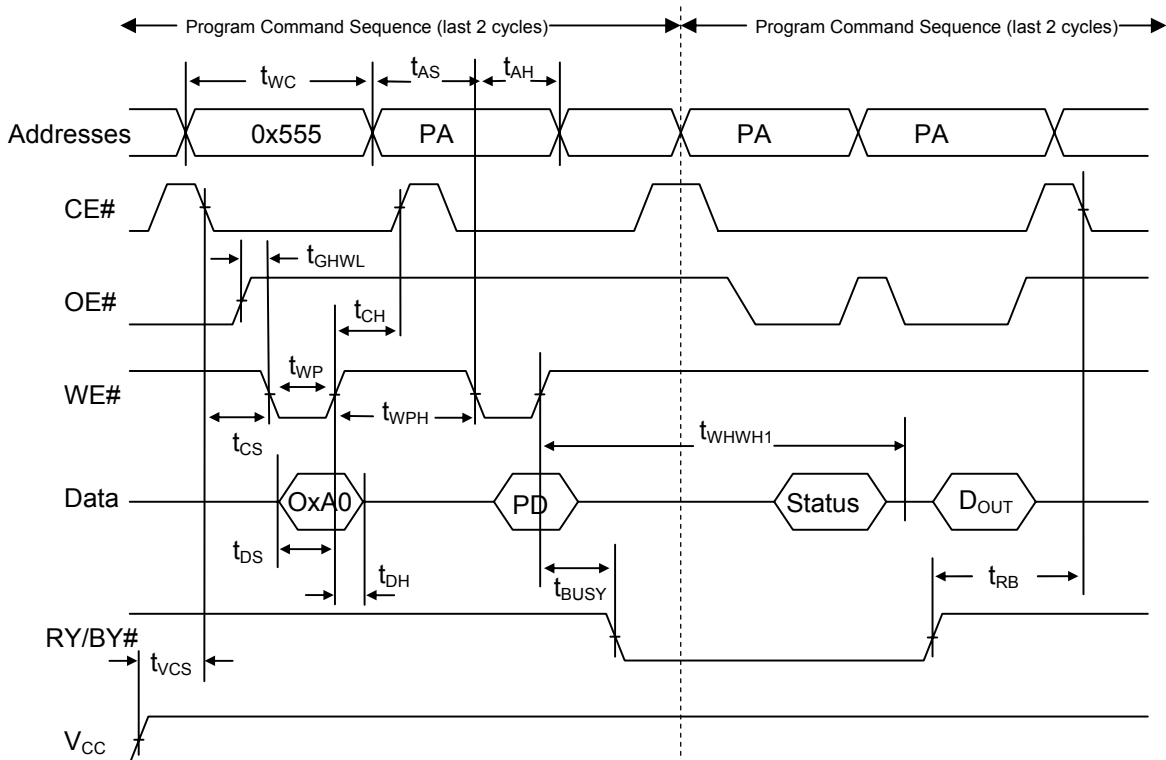 Program Command Sequence (last 2 cycles) Program Command Sequence (last 2 cycles)
tWC tAS tAH
Addresses 0x555 PA PA PA
CE#
tGHWL
OE#
tCH
tWP
WE#
tWPH
tCS tWHWH1
Data OxA0 PD Status DOUT
tDS
tDH tBUSY tRB
RY/BY#
tVCS
VCC